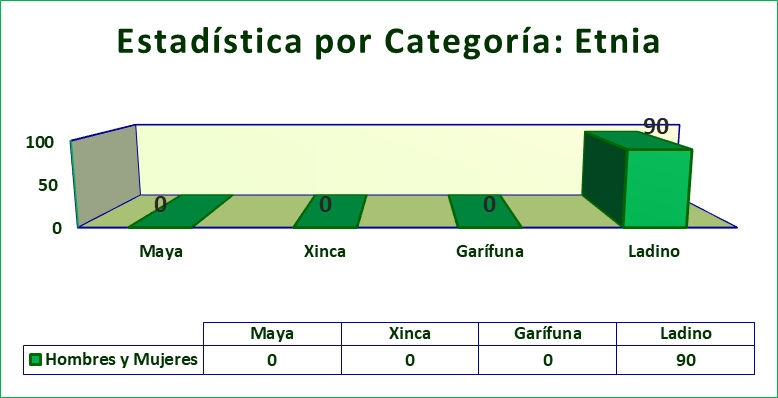 Estadística por Categoría: Etnia
100
50
0
0 0 0 90
Maya Xinca Garífuna Ladino
Maya Xinca Garífuna Ladino
Hombres y Mujeres 0 0 0 90